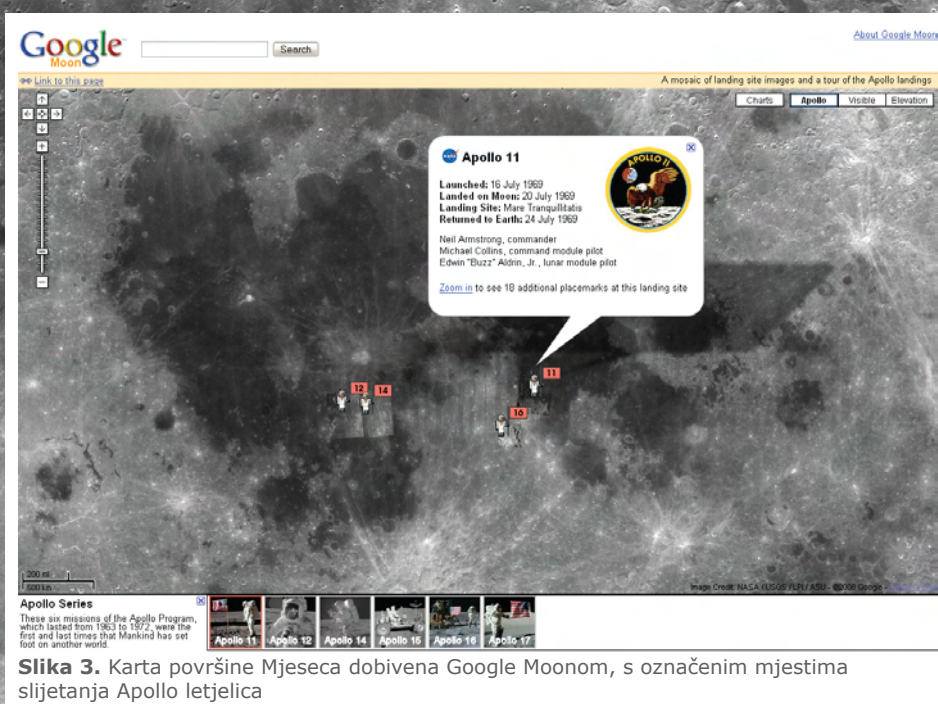 Google
Moon
Search
About Google Moon
Link to this page
A mosaic of landing site images and a tour of the Apollo landings
Charts
Apollo
Visible
Elevation
Apollo 11
APOLLO 11
Launched: 16 July 1969
Landed on Moon: 20 July 1969
Landing Site: Mare Tranquillitatis
Returned to Earth: 24 July 1969
Neil Armstrong, commander
Michael Collins, command module pilot
Edwin "Buzz" Aldrin, Jr., lunar module pilot
Zoom in to see 18 additional placemarks at this landing site
11
12
14
16
200 mi
500 km
Image Credit: NASA / USGS / LPI / ASU - ©2008 Google -
Apollo Series
These six missions of the Apollo Program,
which lasted from 1963 to 1972, were the
first and last times that Mankind has set
foot on another world.
Apollo 11
Apollo 12
Apollo 14
Apollo 15
Apollo 16
Apollo 17
Slika 3. Karta površine Mjeseca dobivena Google Moonom, s označenim mjestima
slijetanja Apollo letjelica